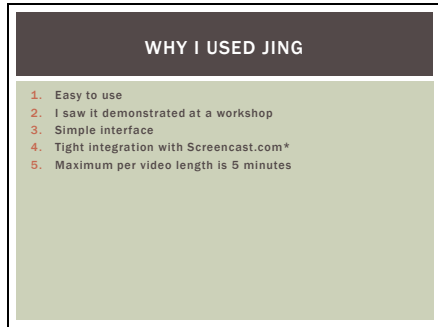 WHY I USED JING
1. Easy to use
2. I saw it demonstrated at a workshop
3. Simple interface
4. Tight integration with Screencast.com*
5. Maximum per video length is 5 minutes